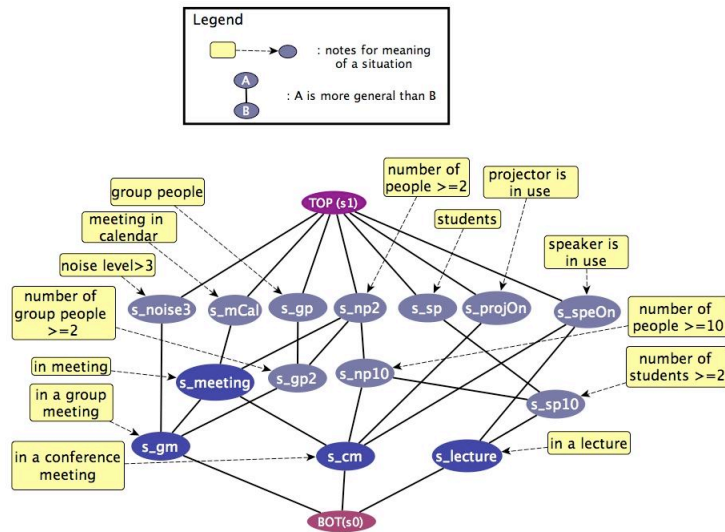 Legend
: notes for meaning
of a situation
A
B
: A is more general than B
number of
people >=2
projector is
in use
group people
students
meeting in
calendar
speaker is
in use
noise level>3
number of
group people
>=2
number of
people >=10
in meeting
number of
students >=2
in a group
meeting
in a conference
meeting
in a lecture
TOP (s1)
s_noise3
s_mCal
s_gp
s_np2
s_sp
s_projOn
s_speOn
s_meeting
s_gp2
s_np10
s_sp10
s_gm
s_cm
s_lecture
BOT(s0)